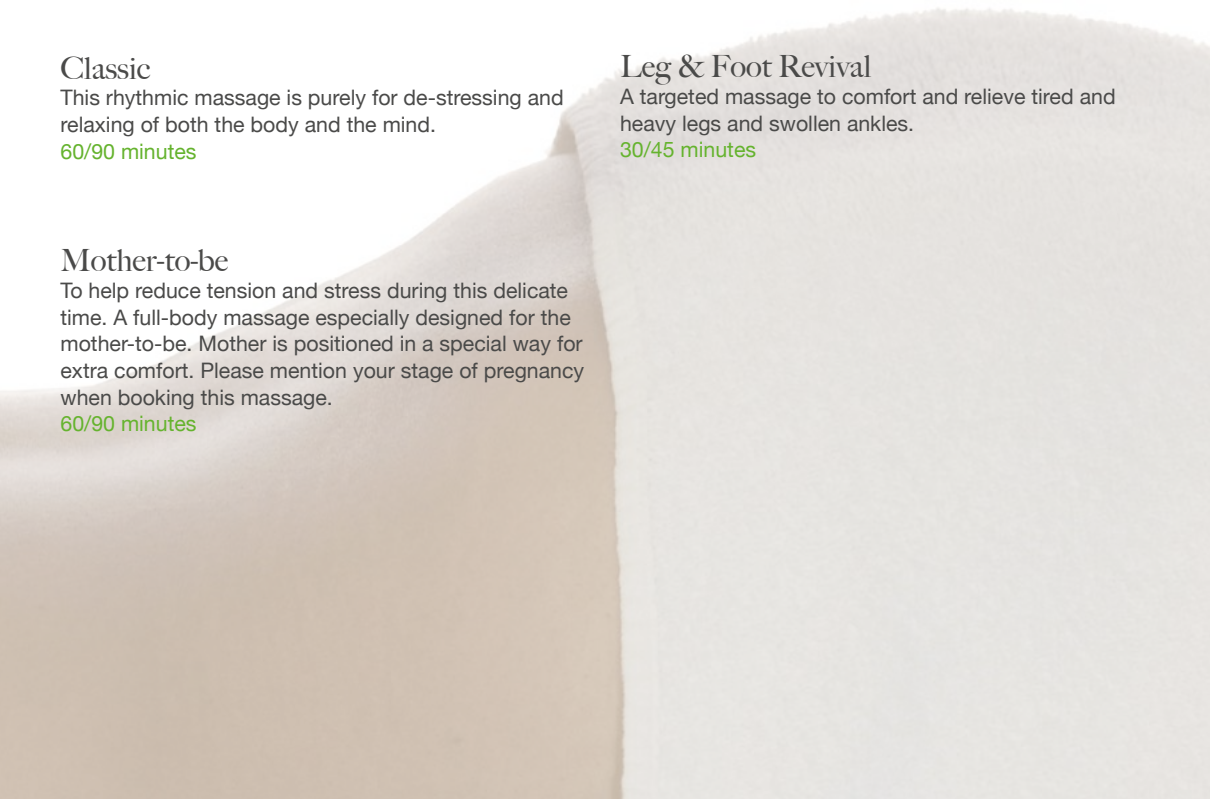 Classic
This rhythmic massage is purely for de-stressing and
relaxing of both the body and the mind.
60/90 minutes
Mother-to-be
To help reduce tension and stress during this delicate
time. A full-body massage especially designed for the
mother-to-be. Mother is positioned in a special way for
extra comfort. Please mention your stage of pregnancy
when booking this massage.
60/90 minutes
Leg & Foot Revival
A targeted massage to comfort and relieve tired and
heavy legs and swollen ankles.
30/45 minutes